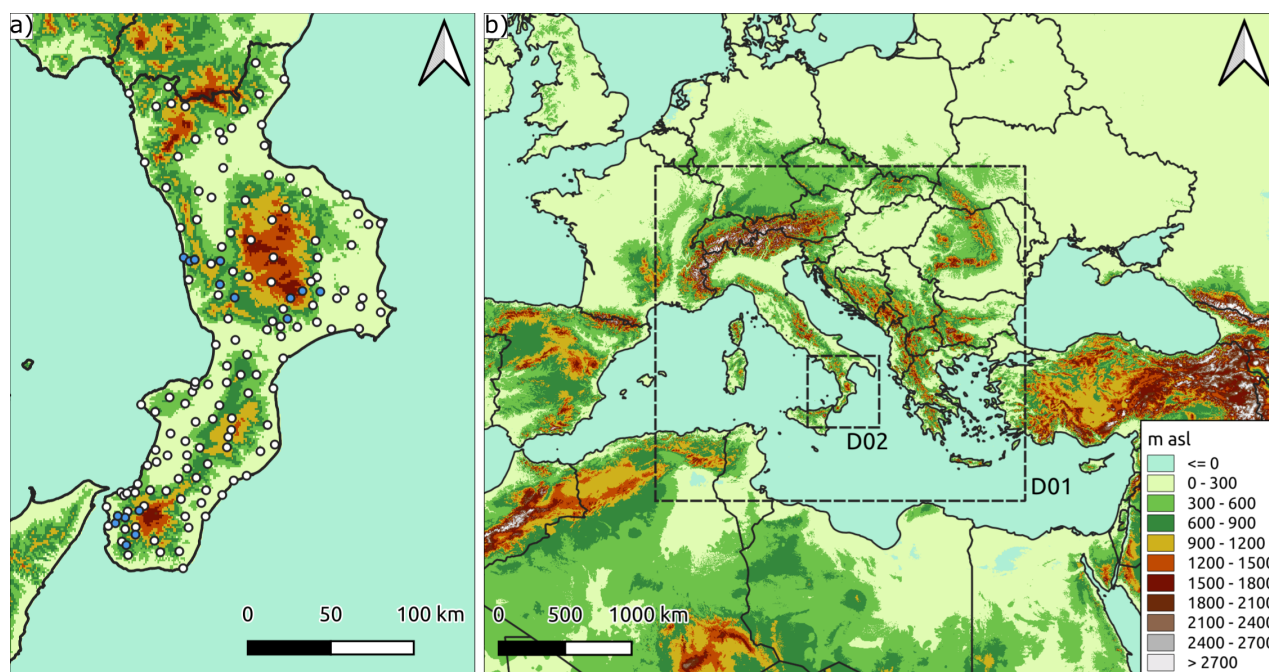 a)
0 50 100 km
b)
D02
D01
0 500 1000 km
m asl
<= 0
0 - 300
300 - 600
600 - 900
900 - 1200
1200 - 1500
1500 - 1800
1800 - 2100
2100 - 2400
2400 - 2700
> 2700